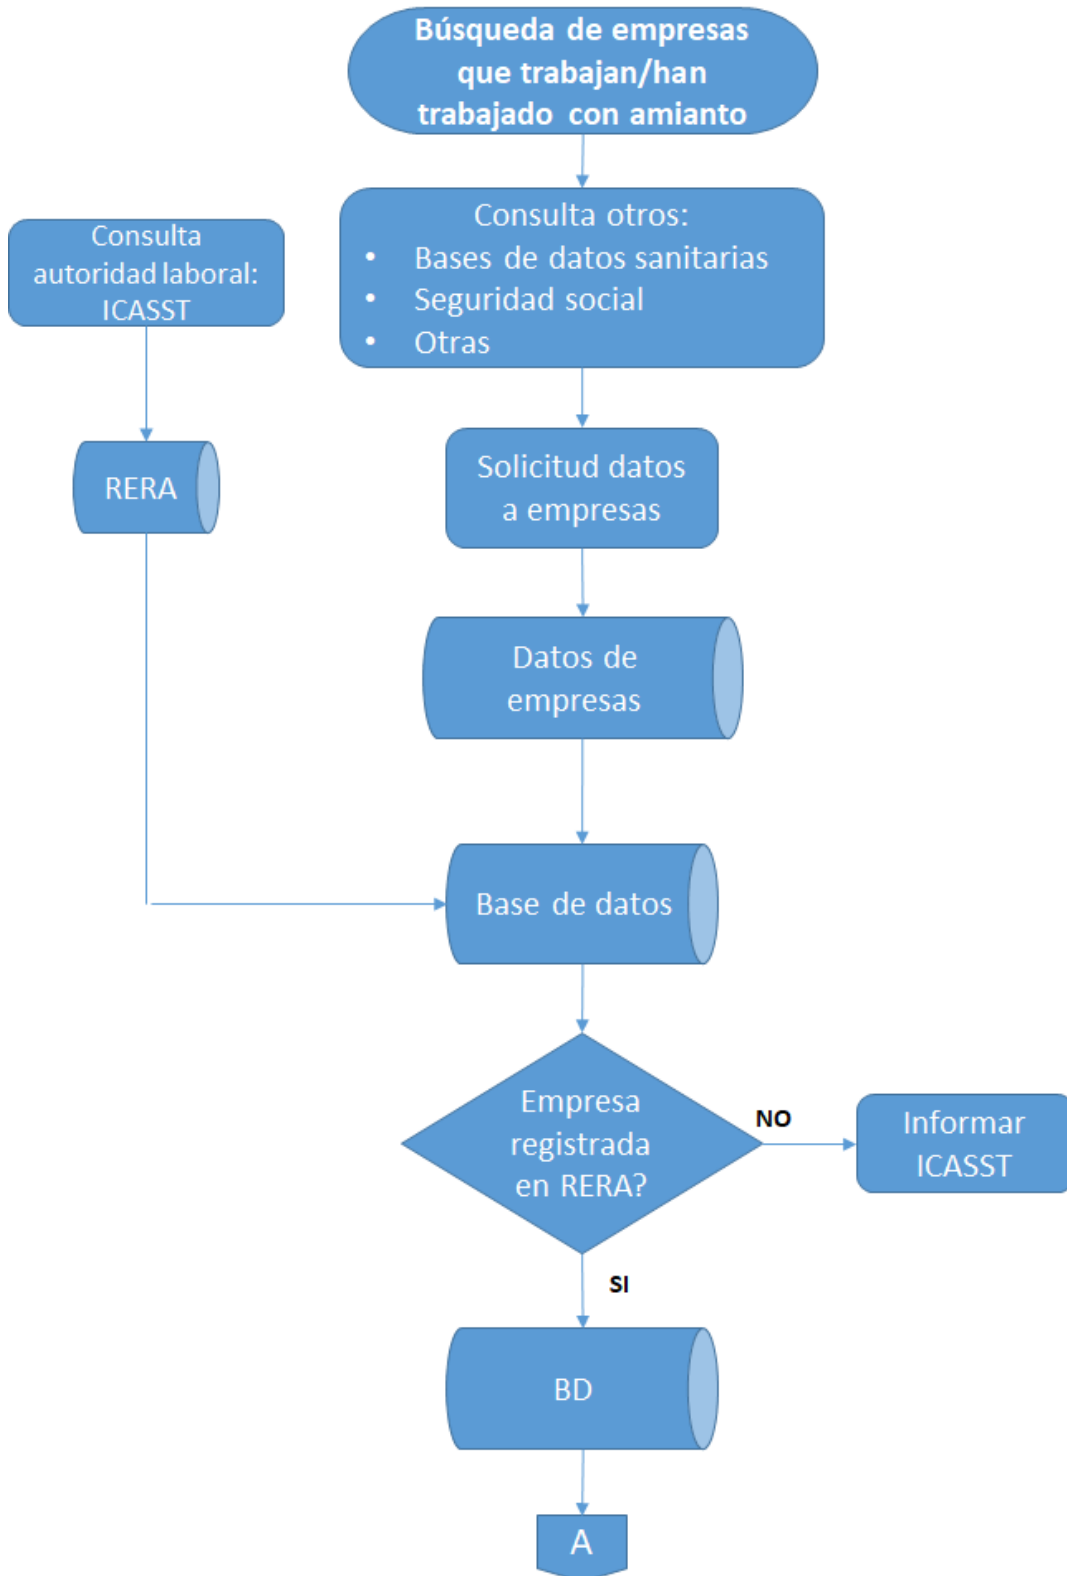 Búsqueda de empresas
que trabajan/han
trabajado con amianto
Consulta
autoridad laboral:
ICASST
Consulta otros:
• Bases de datos sanitarias
• Seguridad social
• Otras
RERA
Solicitud datos
a empresas
Datos de
empresas
Base de datos
Empresa
registrada
en RERA?
NO
Informar
ICASST
SI
BD
A